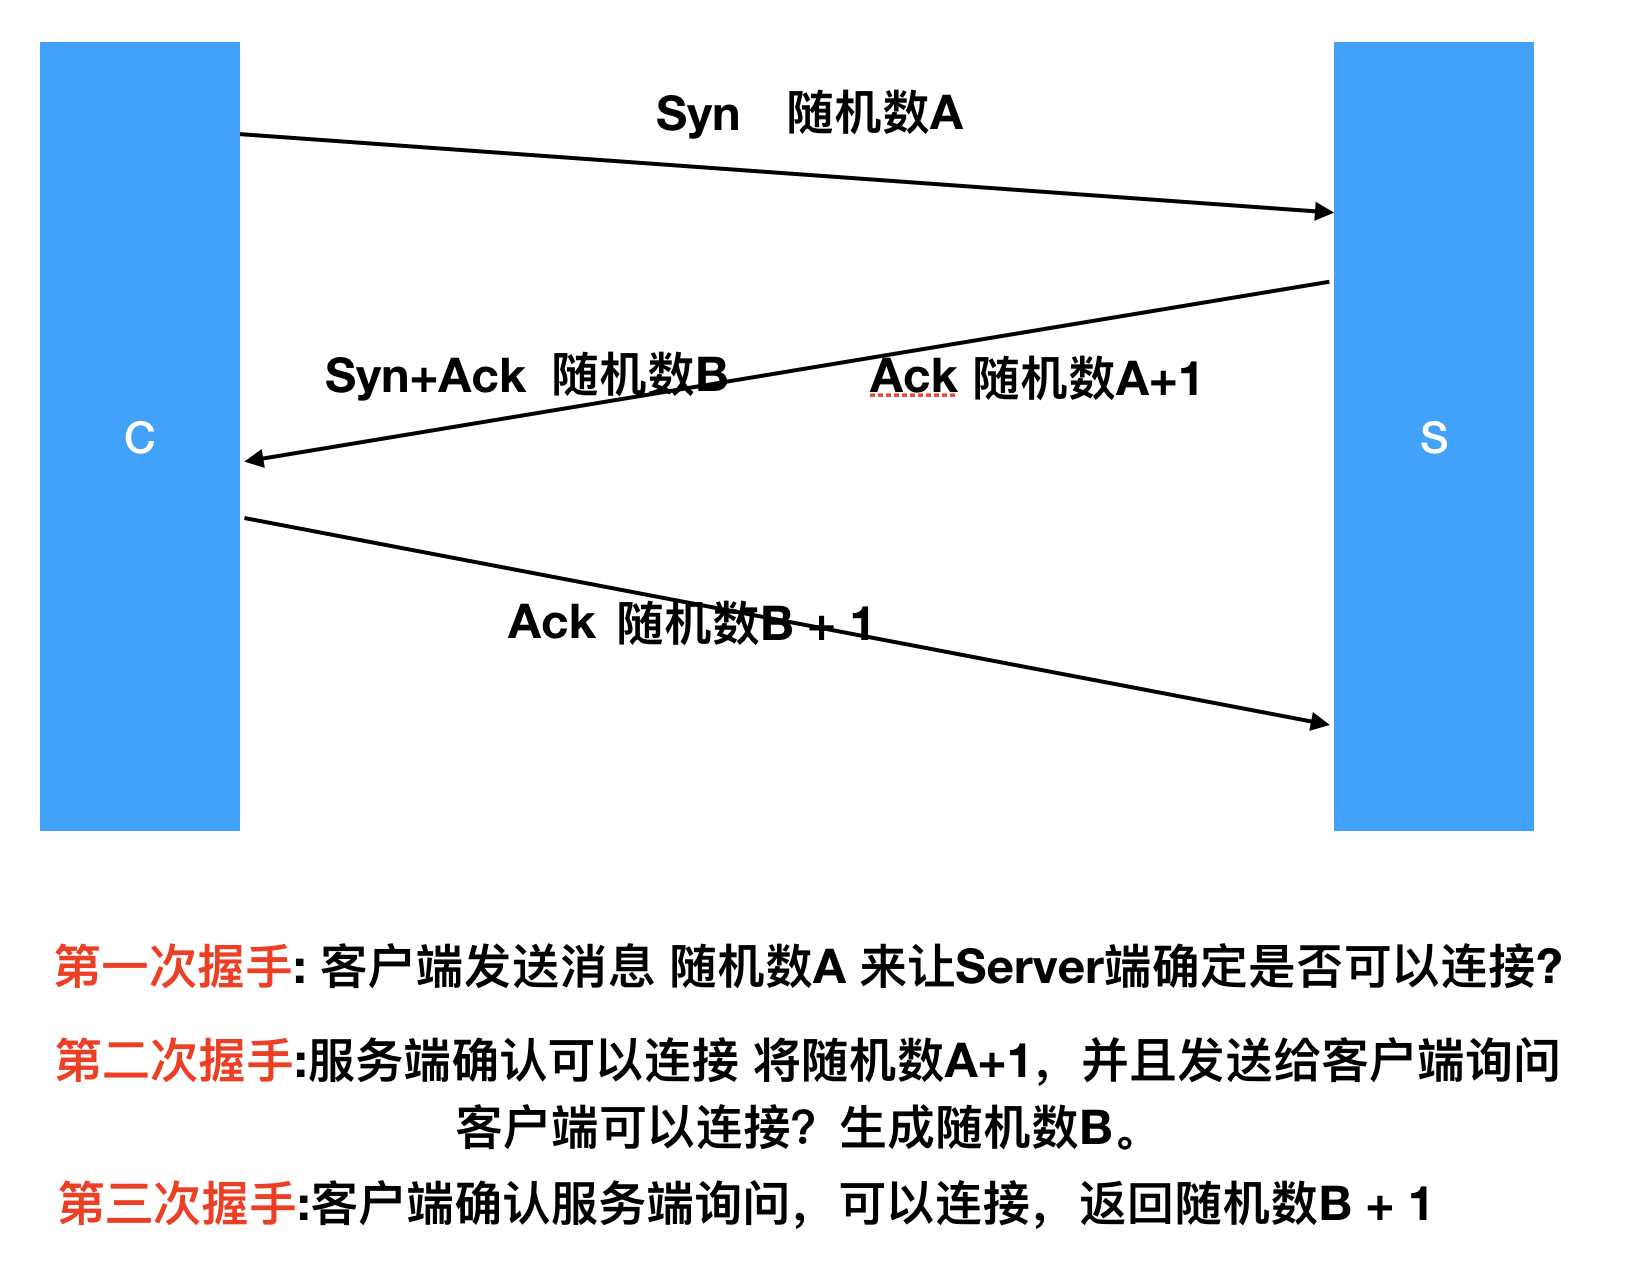 Syn 随机数A
Syn+Ack 随机数B
Ack 随机数A+1
C
S
Ack 随机数B + 1
第一次握手: 客户端发送消息 随机数A 来让Server端确定是否可以连接?
第二次握手:服务端确认可以连接 将随机数A+1，并且发送给客户端询问
客户端可以连接？生成随机数B。
第三次握手:客户端确认服务端询问，可以连接，返回随机数B + 1